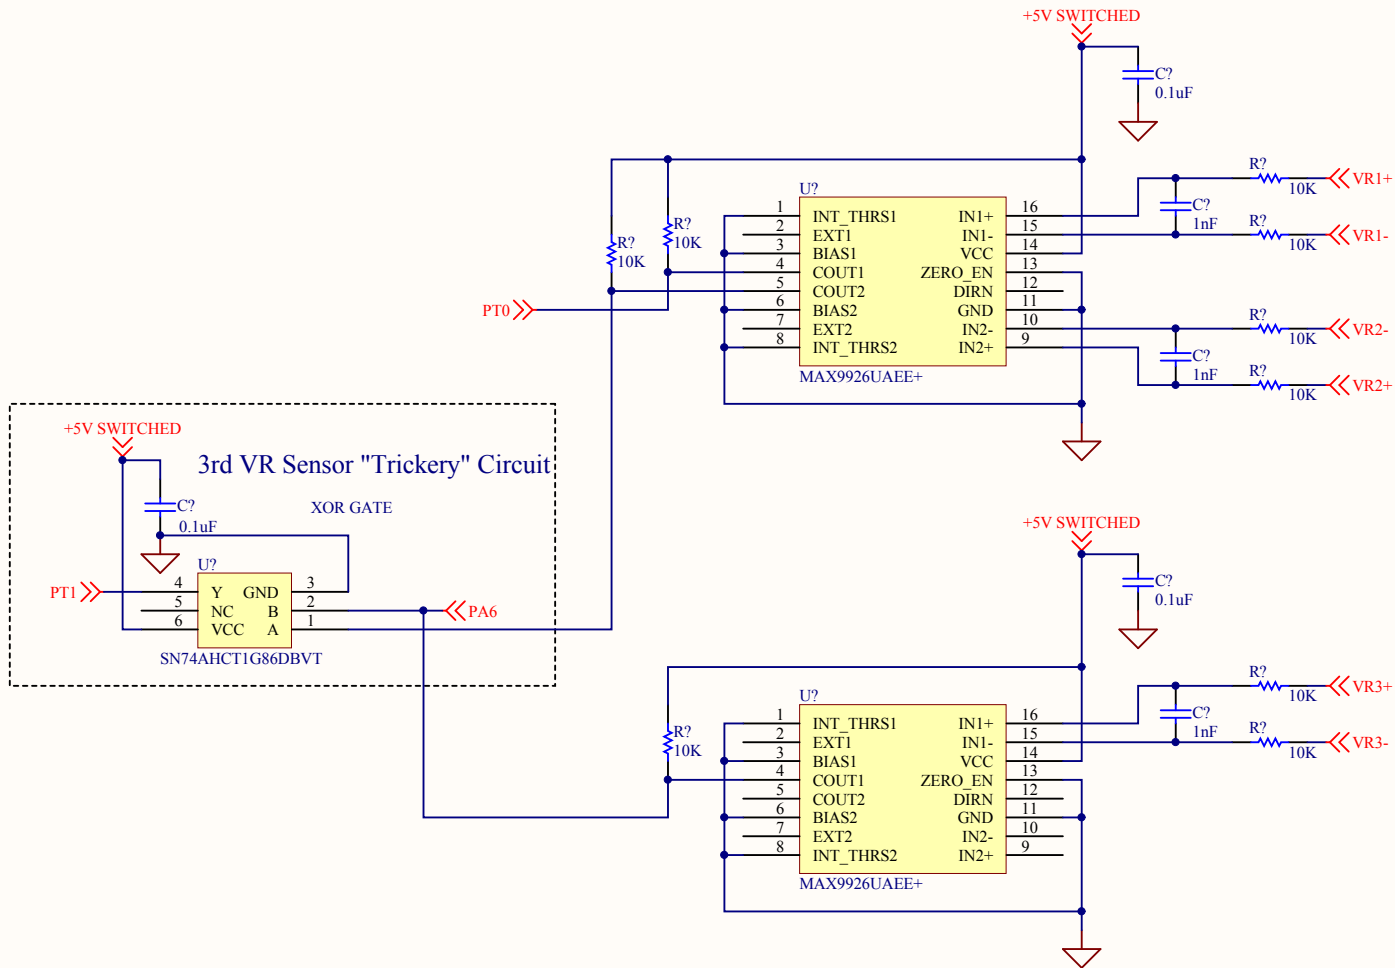 +5V SWITCHED
C?
0.1uF
U?
1 INT_THRS1 IN1+ 16
2 EXT1 IN1- 15
3 BIAS1 VCC 14
4 COUT1 ZERO_EN 13
5 COUT2 DIRN 12
6 BIAS2 GND 11
7 EXT2 IN2- 10
8 INT_THRS2 IN2+ 9
MAX9926UAEE+
R?
10K
R?
10K
PT0
R?
10K
VR1+
C?
1nF
R?
10K
VR1-
R?
10K
VR2-
C?
1nF
R?
10K
VR2+
+5V SWITCHED
3rd VR Sensor "Trickery" Circuit
C?
0.1uF
XOR GATE
U?
PT1
4 Y GND 3
5 NC B 2
6 VCC A 1
PA6
SN74AHCT1G86DBVT
+5V SWITCHED
C?
0.1uF
U?
1 INT_THRS1 IN1+ 16
2 EXT1 IN1- 15
3 BIAS1 VCC 14
4 COUT1 ZERO_EN 13
5 COUT2 DIRN 12
6 BIAS2 GND 11
7 EXT2 IN2- 10
8 INT_THRS2 IN2+ 9
MAX9926UAEE+
R?
10K
R?
10K
VR3+
C?
1nF
R?
10K
VR3-